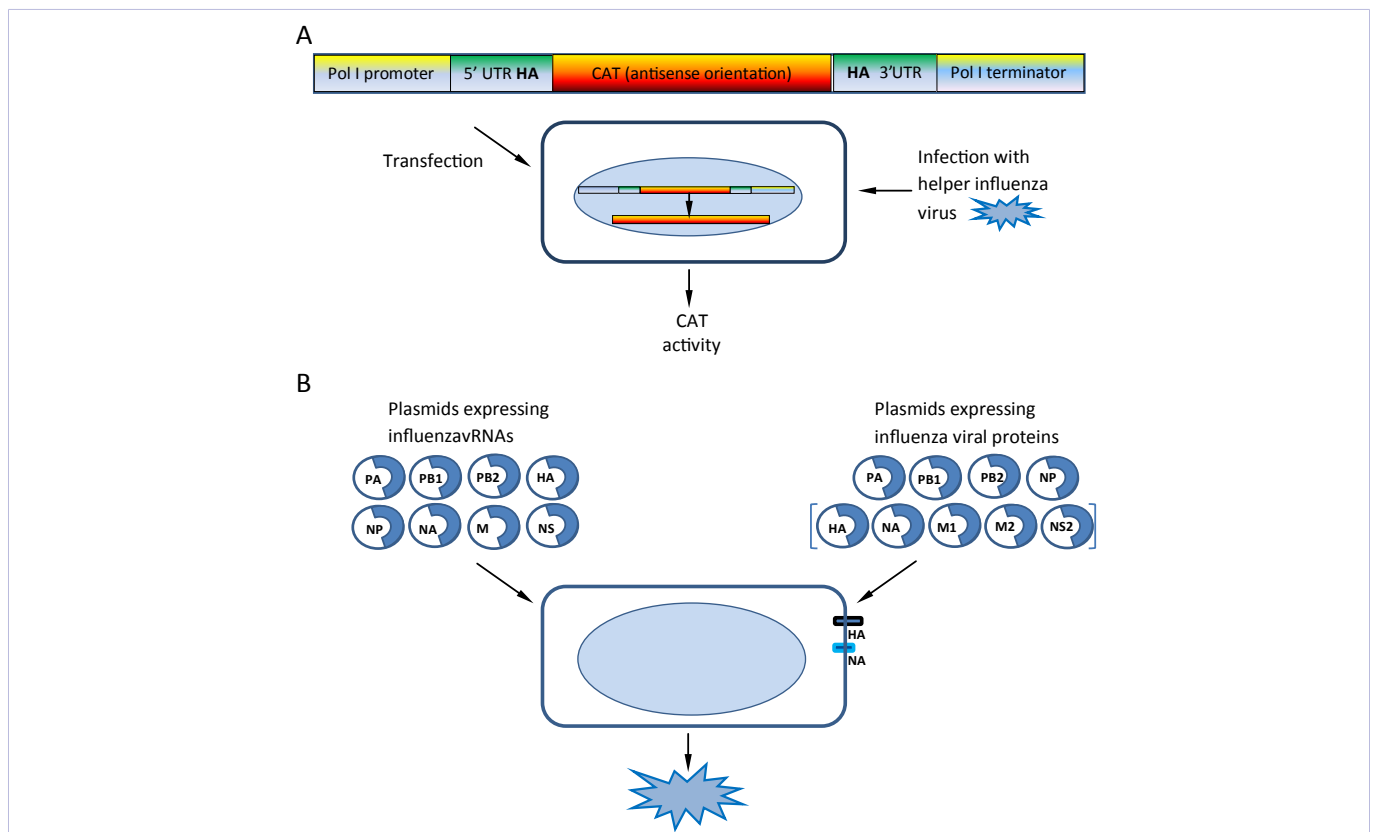 A
Pol I promoter
5’ UTR HA
CAT (antisense orientation)
HA 3’UTR
Pol I terminator
Transfection
Infection with
helper influenza
virus
CAT
activity
B
Plasmids expressing
influenzavRNAs
PA PB1 PB2 HA
NP NA M NS
Plasmids expressing
influenza viral proteins
PA PB1 PB2 NP
HA NA M1 M2 NS2
HA
NA